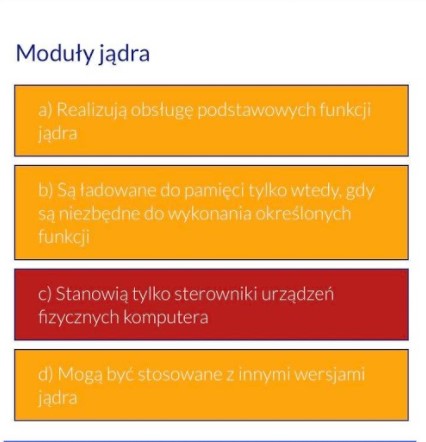 Moduły jądra
a) Realizują obsługę podstawowych funkcji
jądra
b) Są ładowane do pamięci tylko wtedy, gdy
są niezbędne do wykonania określonych
funkcji
c) Stanowią tylko sterowniki urządzeń
fizycznych komputera
d) Mogą być stosowane z innymi wersjami
jądra